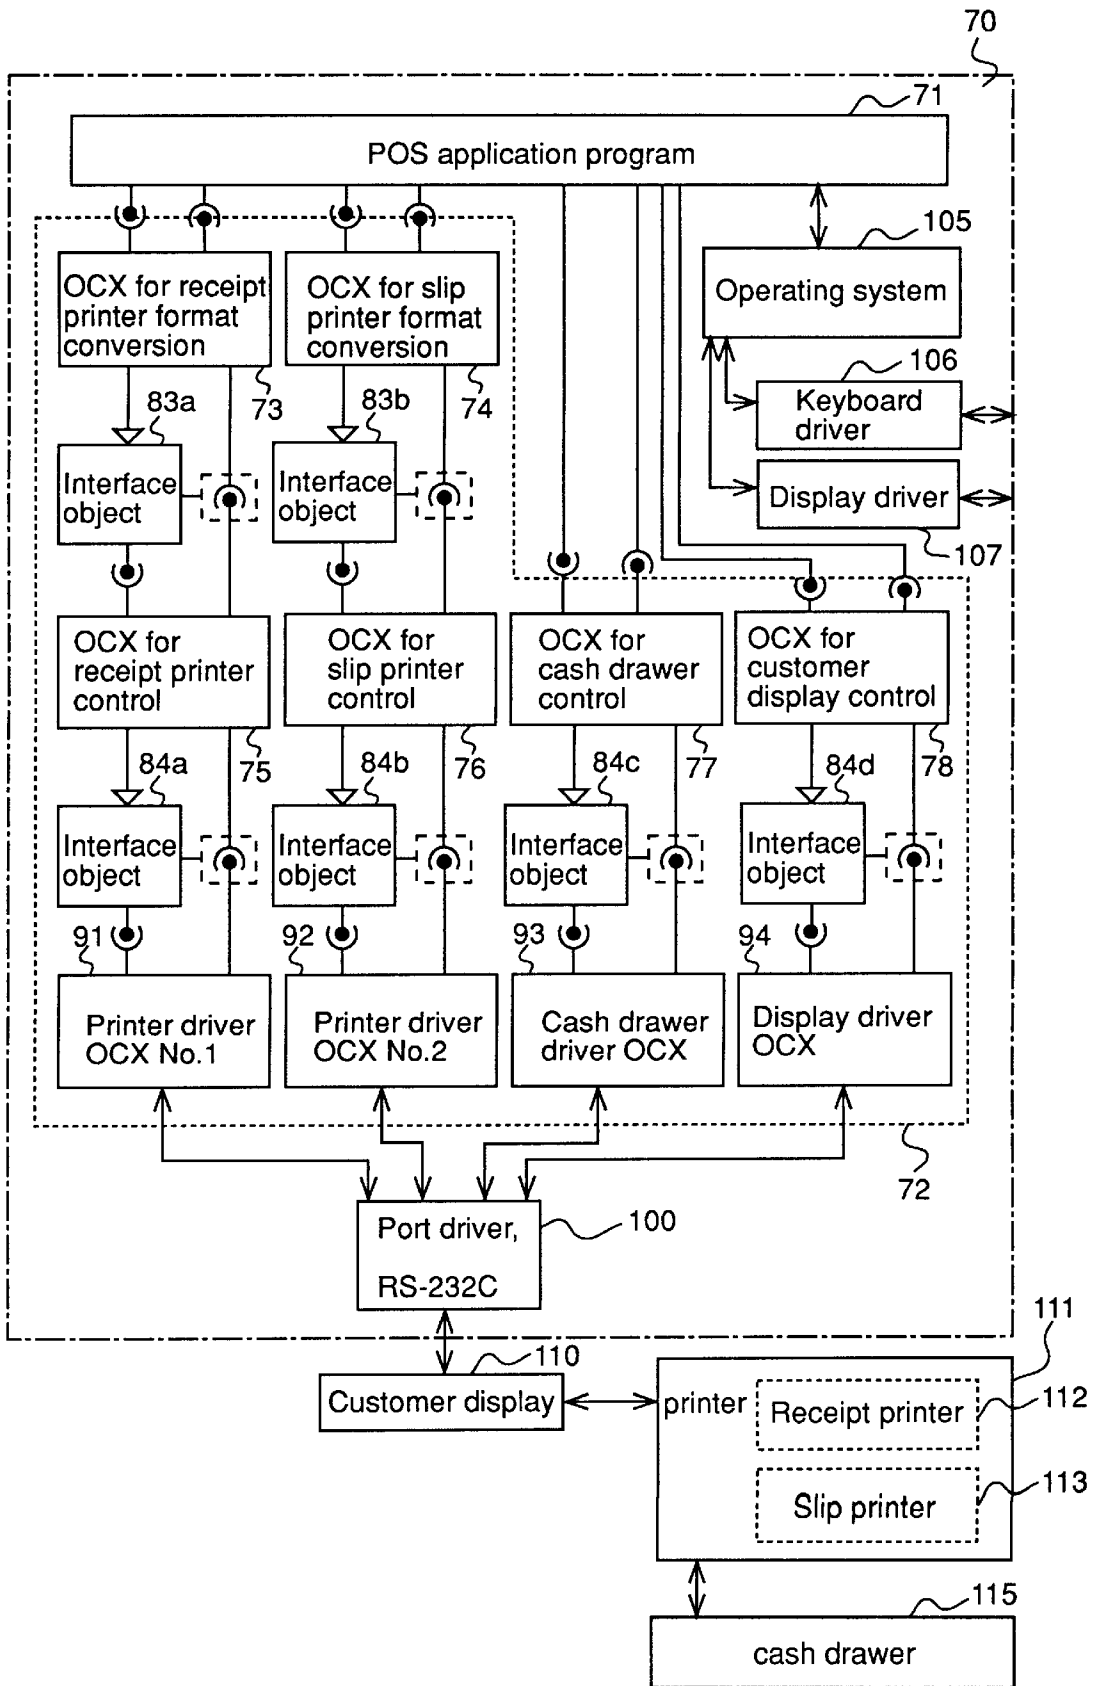 70
71
POS application program
105
OCX for receipt
printer format
conversion
OCX for slip
printer format
conversion
Operating system
73
74
106
Keyboard
driver
83a
83b
Interface
object
Interface
object
Display driver
107
OCX for
receipt printer
control
OCX for
slip printer
control
OCX for
cash drawer
control
OCX for
customer
display control
75
76
77
78
84a
84b
84c
84d
Interface
object
Interface
object
Interface
object
Interface
object
91
92
93
94
Printer driver
OCX No.1
Printer driver
OCX No.2
Cash drawer
driver OCX
Display driver
OCX
72
Port driver,
RS-232C
100
110
111
Customer display
printer
Receipt printer
112
Slip printer
113
115
cash drawer